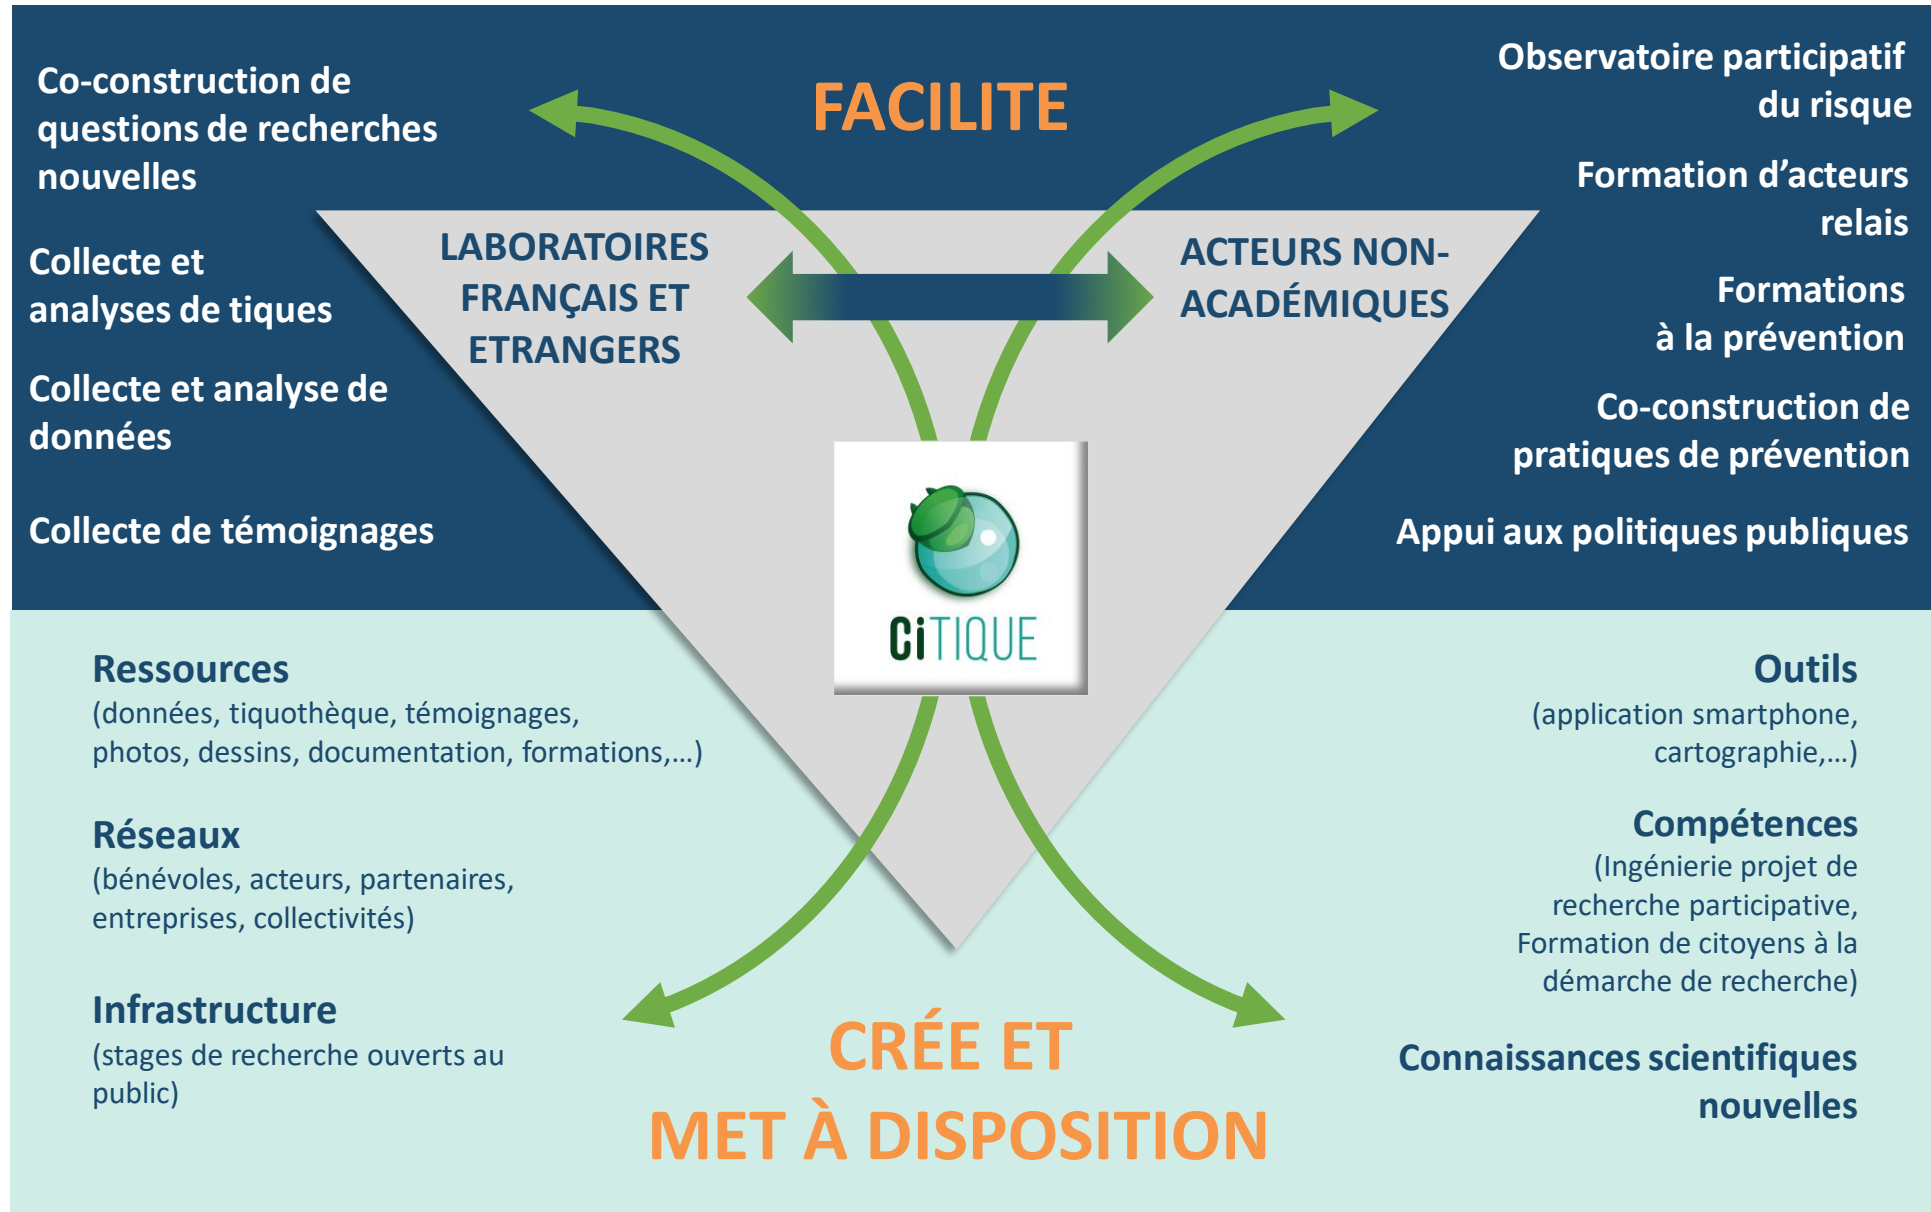 FACILITE
Co-construction de
questions de recherches
nouvelles
Collecte et
analyses de tiques
Collecte et analyse de
données
Collecte de témoignages
LABORATOIRES
FRANÇAIS ET
ETRANGERS
ACTEURS NON-
ACADÉMIQUES
Observatoire participatif
du risque
Formation d’acteurs
relais
Formations
à la prévention
Co-construction de
pratiques de prévention
Appui aux politiques publiques
CiTIQUE
Ressources
(données, tiquothèque, témoignages,
photos, dessins, documentation, formations,…)
Réseaux
(bénévoles, acteurs, partenaires,
entreprises, collectivités)
Infrastructure
(stages de recherche ouverts au
public)
Outils
(application smartphone,
cartographie,…)
Compétences
(Ingénierie projet de
recherche participative,
Formation de citoyens à la
démarche de recherche)
Connaissances scientifiques
nouvelles
CRÉE ET
MET À DISPOSITION